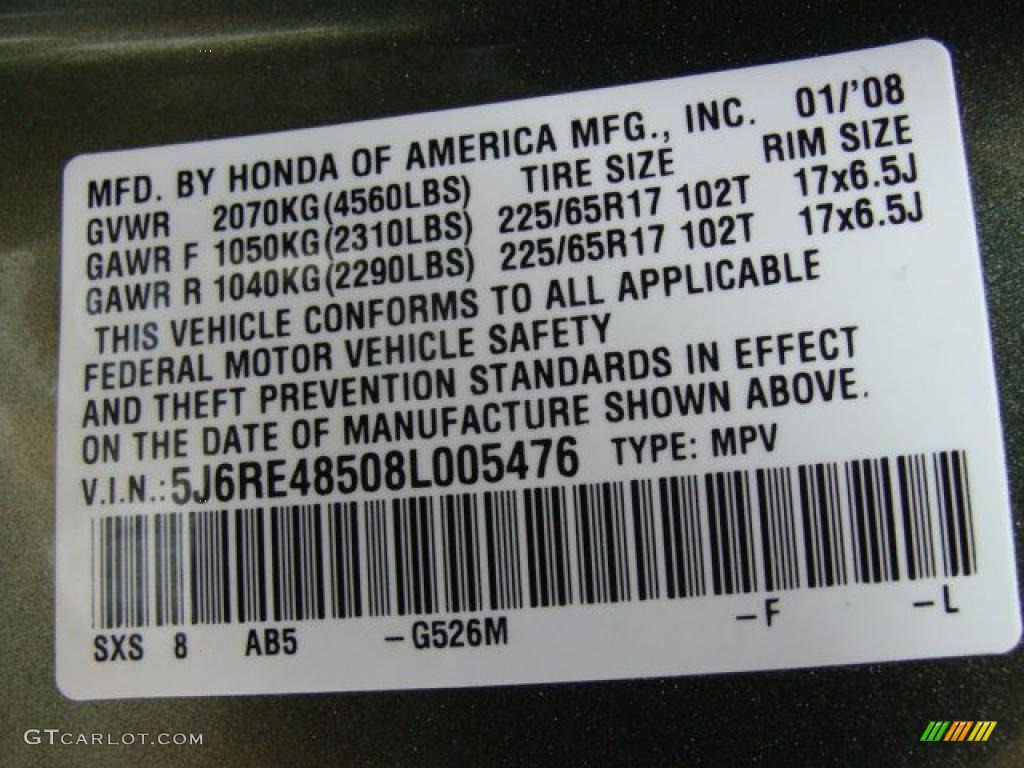 MFD. BY HONDA OF AMERICA MFG., INC. 01/'08
GVWR 2070KG(4560LBS) TIRE SIZE RIM SIZE
GAWR F 1050KG(2310LBS) 225/65R17 102T 17x6.5J
GAWR R 1040KG(2290LBS) 225/65R17 102T 17x6.5J
THIS VEHICLE CONFORMS TO ALL APPLICABLE
FEDERAL MOTOR VEHICLE SAFETY
AND THEFT PREVENTION STANDARDS IN EFFECT
ON THE DATE OF MANUFACTURE SHOWN ABOVE.
V.I.N.: 5J6RE48508L005476 TYPE: MPV
SXS 8 AB5 –G526M –F –L
GTCARLOT.COM